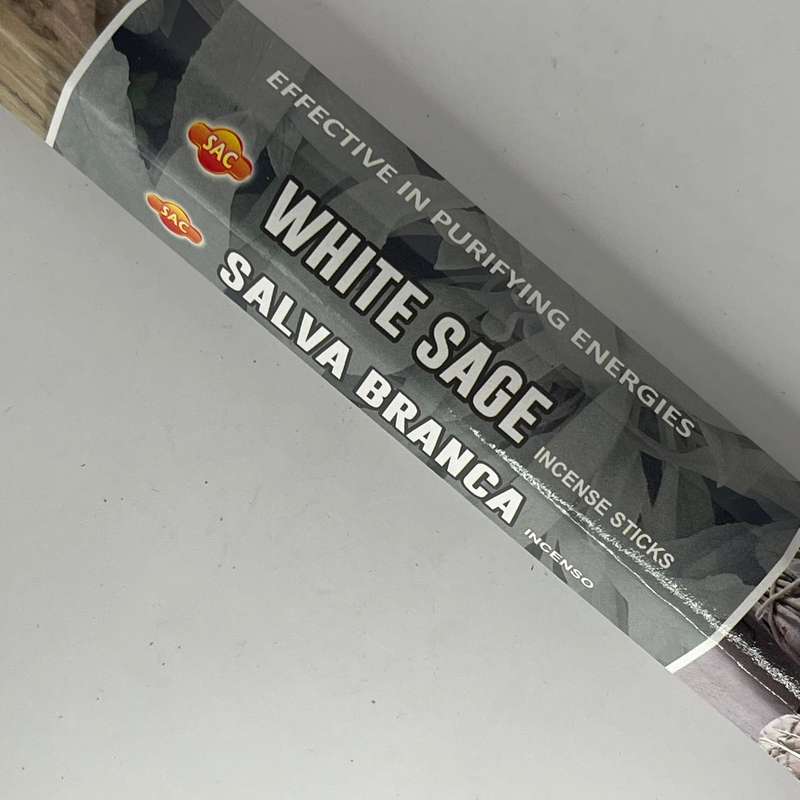 EFFECTIVE IN PURIFYING ENERGIES
SAC
WHITE SAGE
INCENSE STICKS
SAC
SALVA BRANCA
INCENSO